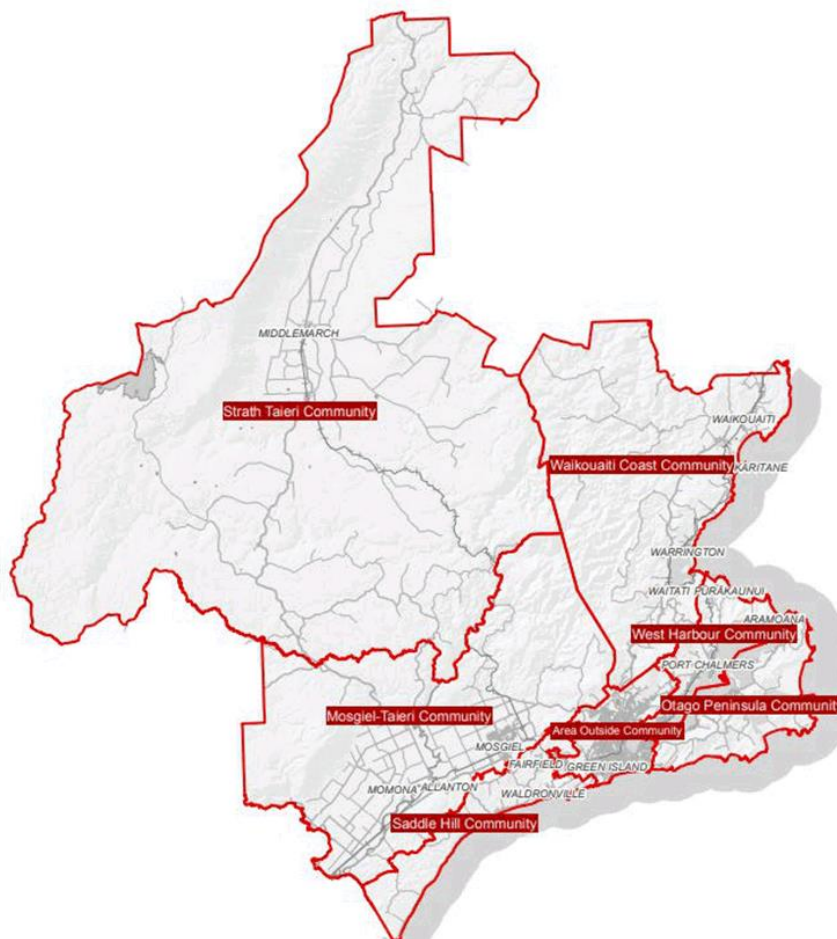 MIDDLEMARCH
Strath Taieri Community
WAIKOUAITI
Waikouaiti Coast Community
KARITANE
WARRINGTON
WAITATI
PURAKAUNUI
ARAMOANA
West Harbour Community
PORT CHALMERS
Otago Peninsula Community
Mosgiel-Taieri Community
Area Outside Community
MOSGIEL
FAIRFIELD
GREEN ISLAND
MOMONA
ALLANTON
WALDRONVILLE
Saddle Hill Community